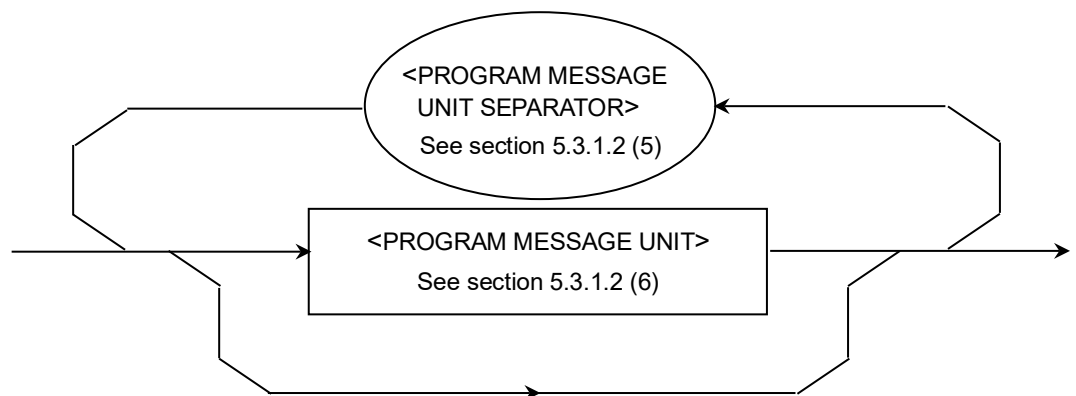 <PROGRAM MESSAGE
UNIT SEPARATOR>
See section 5.3.1.2 (5)
<PROGRAM MESSAGE UNIT>
See section 5.3.1.2 (6)